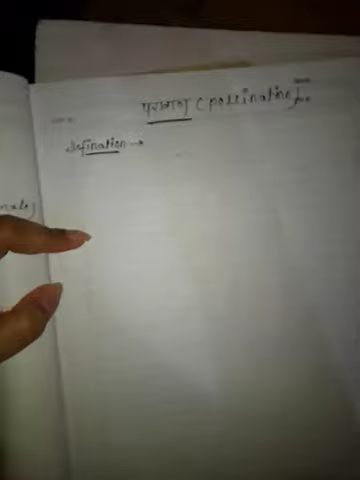 परागण (pollination)
defination →